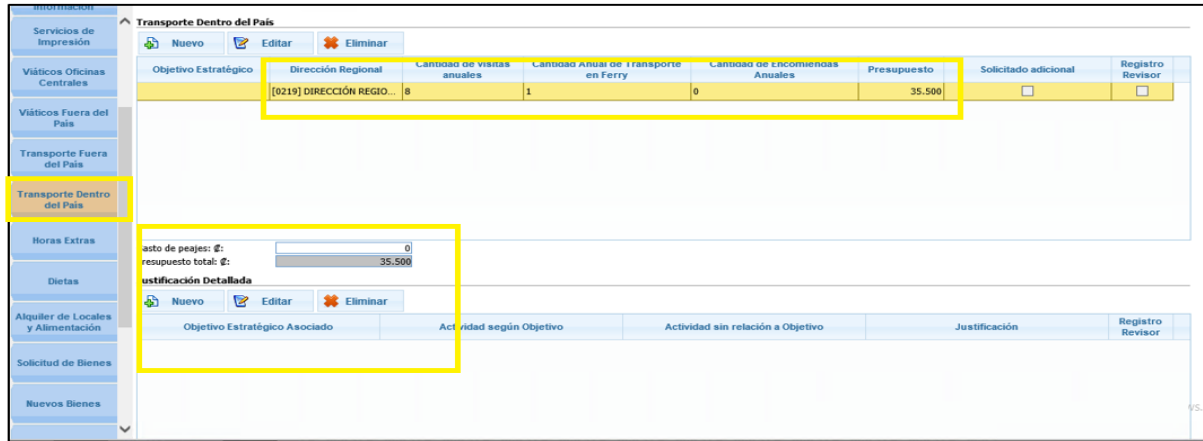 Información
Servicios de
Impresión
Viáticos Oficinas
Centrales
Viáticos Fuera del
País
Transporte Fuera
del País
Transporte Dentro
del País
Horas Extras
Dietas
Alquiler de Locales
y Alimentación
Solicitud de Bienes
Nuevos Bienes
Transporte Dentro del País
Nuevo Editar Eliminar
Objetivo Estratégico Dirección Regional Cantidad de visitas anuales Cantidad Anual de Transporte en Ferry Cantidad de Encomiendas Anuales Presupuesto Solicitado adicional Registro Revisor
[0219] DIRECCIÓN REGIO... 8 1 0 35.500
asto de peajes: ₡: 0
resupuesto total: ₡: 35.500
ustificación Detallada
Nuevo Editar Eliminar
Objetivo Estratégico Asociado Actividad según Objetivo Actividad sin relación a Objetivo Justificación Registro Revisor
vs.